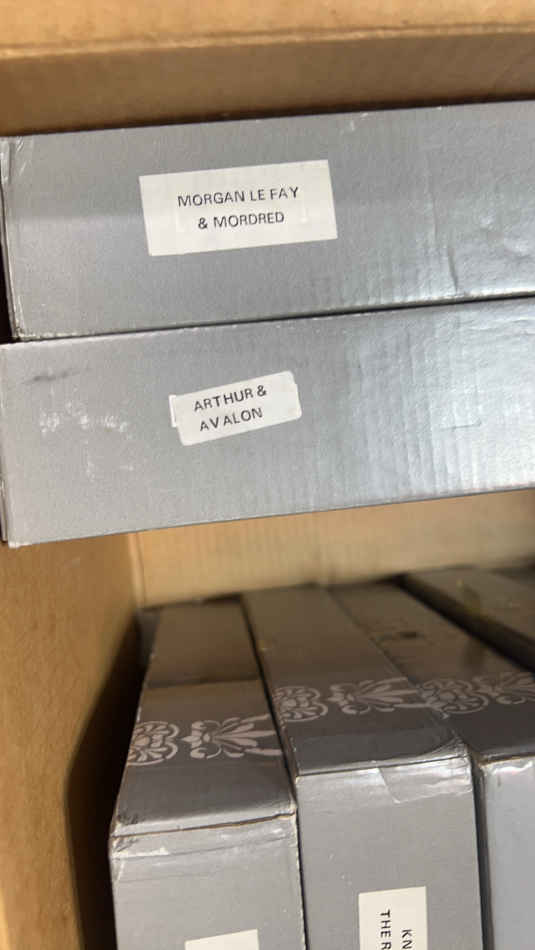 MORGAN LE FAY
& MORDRED
ARTHUR &
AVALON